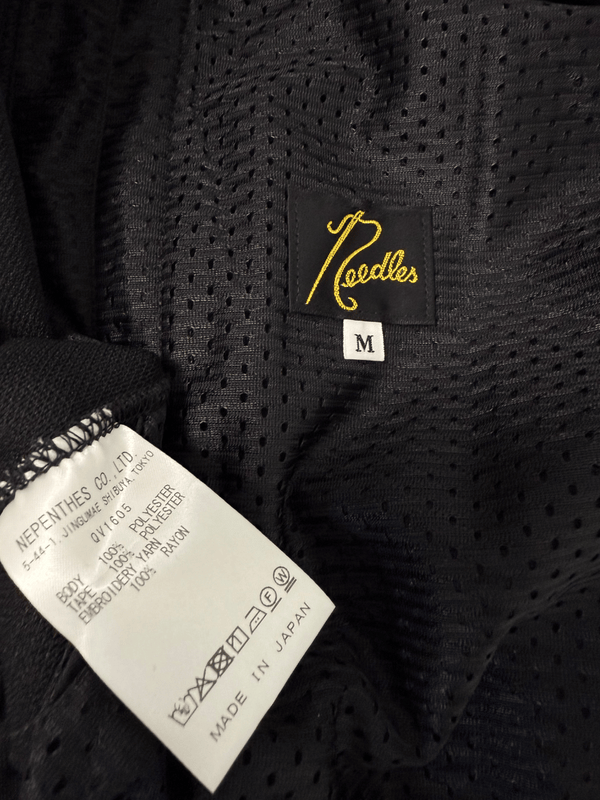 Needles
M
NEPENTHES CO., LTD.
5-44-1, JINGUMAE SHIBUYA, TOKYO
QV1605
BODY 100% POLYESTER
TAPE 100% POLYESTER
EMBROIDERY YARN
100% RAYON
MADE IN JAPAN